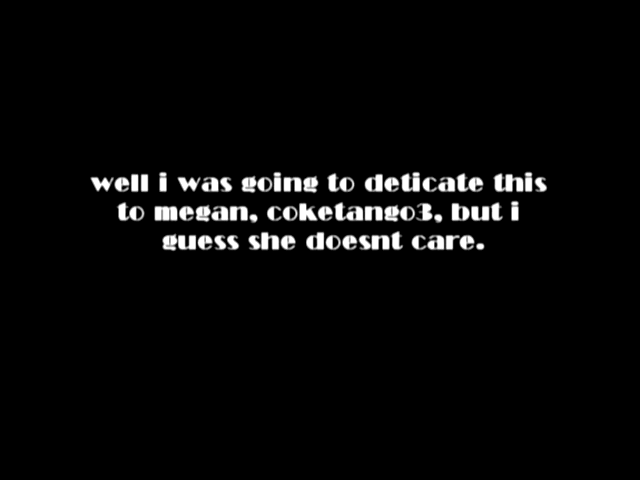 well i was going to deticate this
to megan, coketango3, but i
guess she doesnt care.